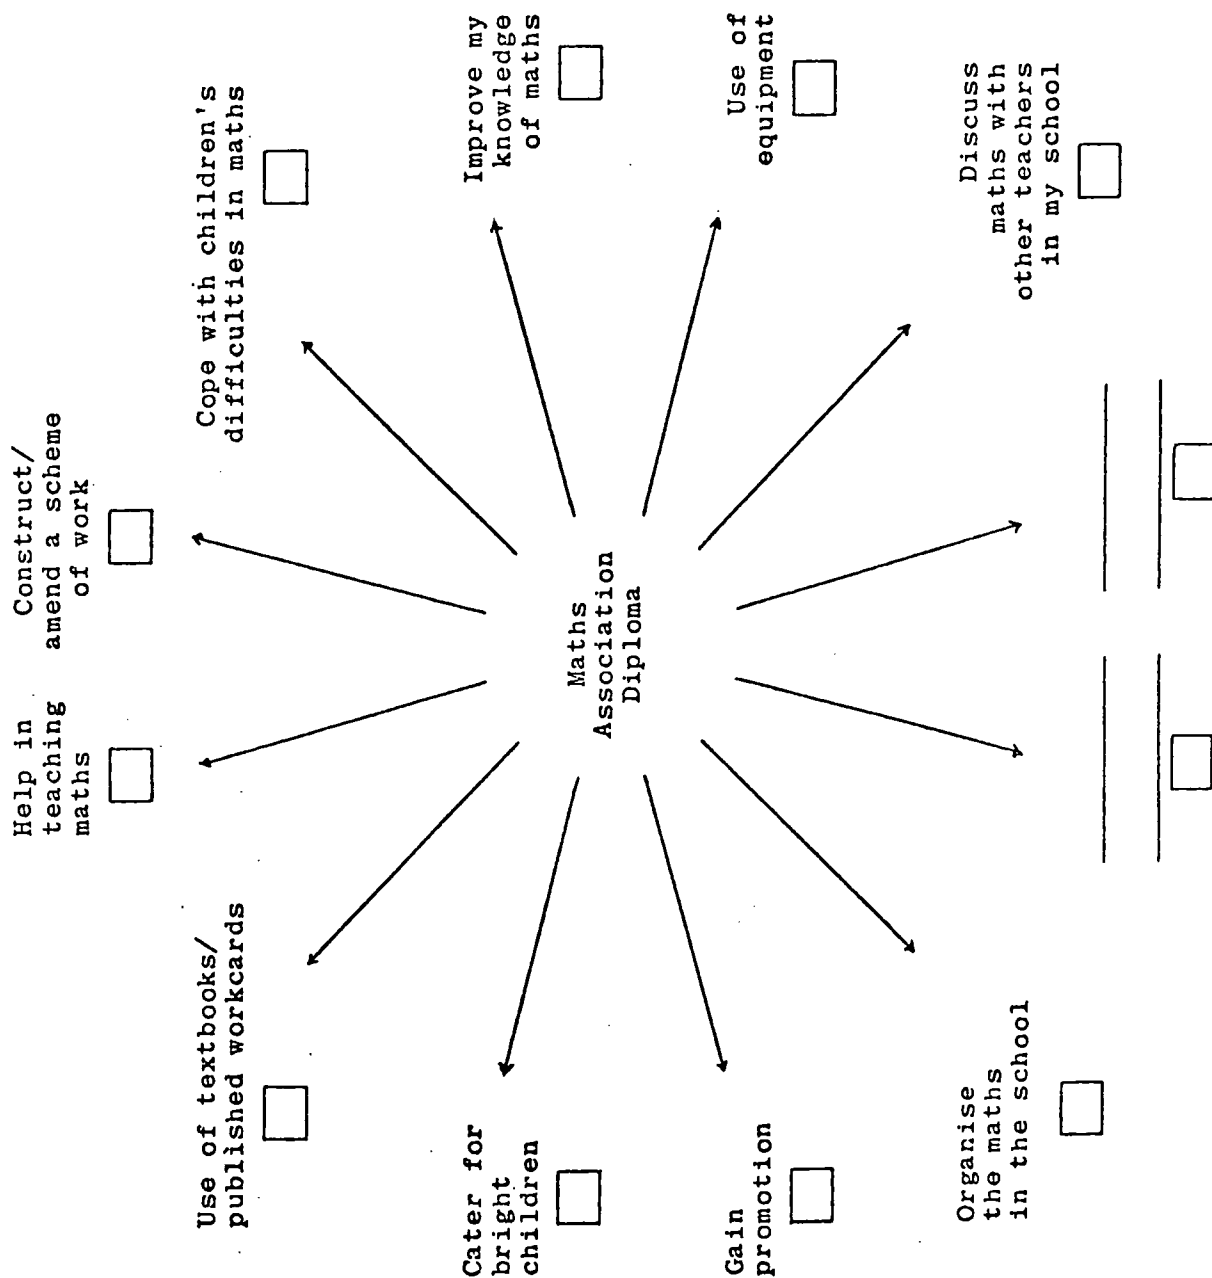 Help in
teaching
maths
Construct/
amend a scheme
of work
Use of textbooks/
published workcards
Cope with children's
difficulties in maths
Cater for
bright
children
Improve my
knowledge
of maths
Maths
Association
Diploma
Gain
promotion
Use of
equipment
Organise
the maths
in the school
Discuss
maths with
other teachers
in my school